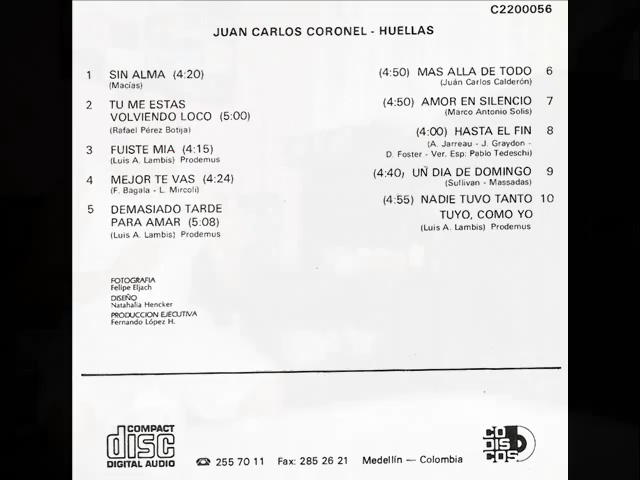 C2200056
JUAN CARLOS CORONEL - HUELLAS
1 SIN ALMA (4:20)
(Macías)
2 TU ME ESTAS
VOLVIENDO LOCO (5:00)
(Rafael Pérez Botija)
3 FUISTE MIA (4:15)
(Luis A. Lambis) Prodemus
4 MEJOR TE VAS (4:24)
(F. Bagala - L. Mircoli)
5 DEMASIADO TARDE
PARA AMAR (5:08)
(Luis A. Lambis) Prodemus
(4:50) MAS ALLA DE TODO 6
(Juán Carlos Calderón)
(4:50) AMOR EN SILENCIO 7
(Marco Antonio Solis)
(4:00) HASTA EL FIN 8
(A. Jarreau - J. Graydon -
D. Foster - Ver. Esp: Pablo Tedeschi)
(4:40) UN DIA DE DOMINGO 9
(Sullivan - Massadas)
(4:55) NADIE TUVO TANTO 10
TUYO, COMO YO
(Luis A. Lambis) Prodemus
FOTOGRAFIA
Felipe Eljach
DISEÑO
Natahalia Hencker
PRODUCCION EJECUTIVA
Fernando López H.
COMPACT
disc
DIGITAL AUDIO
☎ 255 70 11 Fax: 285 26 21 Medellín — Colombia
CO
DIS
COS